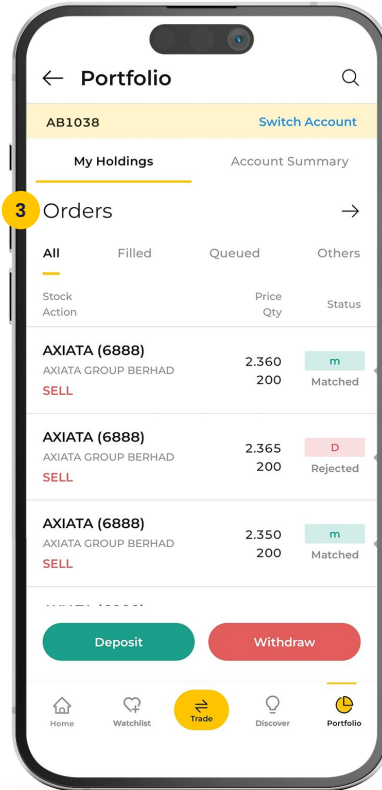 Portfolio
AB1038 Switch Account
My Holdings Account Summary
3 Orders
All Filled Queued Others
Stock Price Status
Action Qty
AXIATA (6888)
AXIATA GROUP BERHAD
SELL
2.360
200
m
Matched
AXIATA (6888)
AXIATA GROUP BERHAD
SELL
2.365
200
D
Rejected
AXIATA (6888)
AXIATA GROUP BERHAD
SELL
2.350
200
m
Matched
Deposit Withdraw
Home Watchlist Trade Discover Portfolio